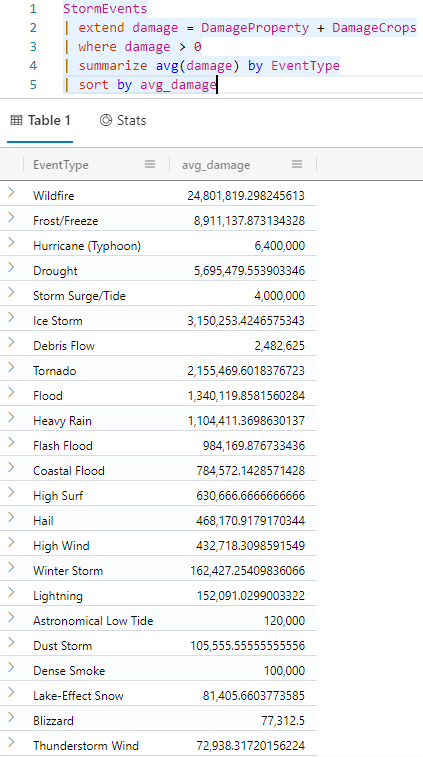 1 StormEvents
2 | extend damage = DamageProperty + DamageCrops
3 | where damage > 0
4 | summarize avg(damage) by EventType
5 | sort by avg_damage
Table 1 Stats
EventType avg_damage
Wildfire 24,801,819.298245613
Frost/Freeze 8,911,137.873134328
Hurricane (Typhoon) 6,400,000
Drought 5,695,479.553903346
Storm Surge/Tide 4,000,000
Ice Storm 3,150,253.4246575343
Debris Flow 2,482,625
Tornado 2,155,469.6018376723
Flood 1,340,119.8581560284
Heavy Rain 1,104,411.3698630137
Flash Flood 984,169.876733436
Coastal Flood 784,572.1428571428
High Surf 630,666.6666666666
Hail 468,170.9179170344
High Wind 432,718.3098591549
Winter Storm 162,427.25409836066
Lightning 152,091.0299003322
Astronomical Low Tide 120,000
Dust Storm 105,555.55555555556
Dense Smoke 100,000
Lake-Effect Snow 81,405.6603773585
Blizzard 77,312.5
Thunderstorm Wind 72,938.31720156224